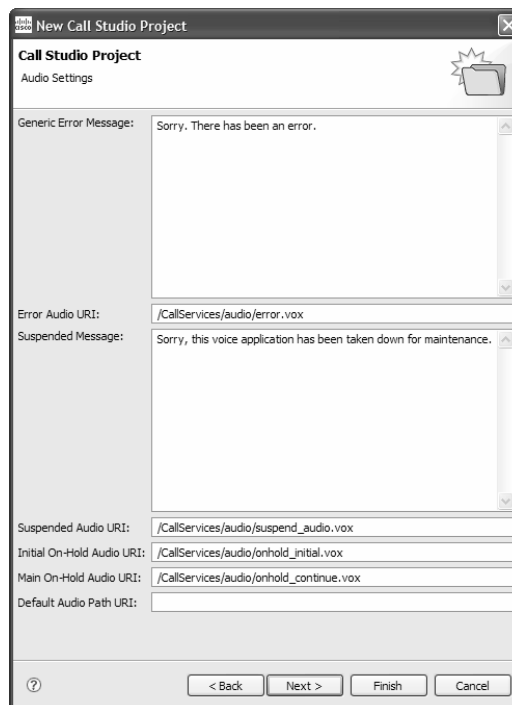 cisco New Call Studio Project
Call Studio Project
Audio Settings
Generic Error Message: Sorry. There has been an error.
Error Audio URI: /CallServices/audio/error.vox
Suspended Message: Sorry, this voice application has been taken down for maintenance.
Suspended Audio URI: /CallServices/audio/suspend_audio.vox
Initial On-Hold Audio URI: /CallServices/audio/onhold_initial.vox
Main On-Hold Audio URI: /CallServices/audio/onhold_continue.vox
Default Audio Path URI:
? < Back Next > Finish Cancel